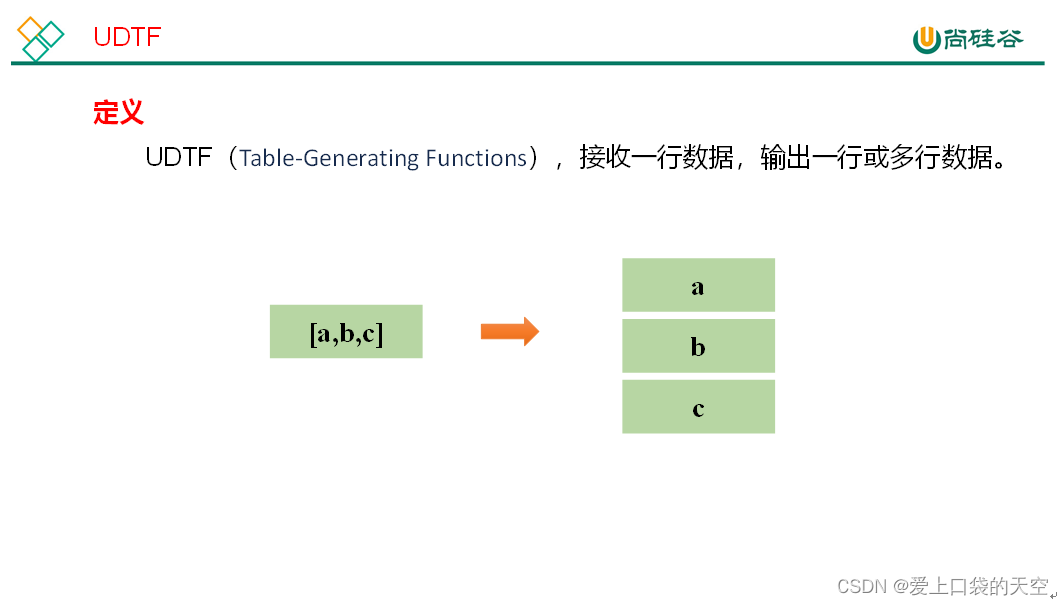 UDTF
尚硅谷
定义
UDTF（Table-Generating Functions），接收一行数据，输出一行或多行数据。
[a,b,c]
a
b
c
CSDN @爱上口袋的天空